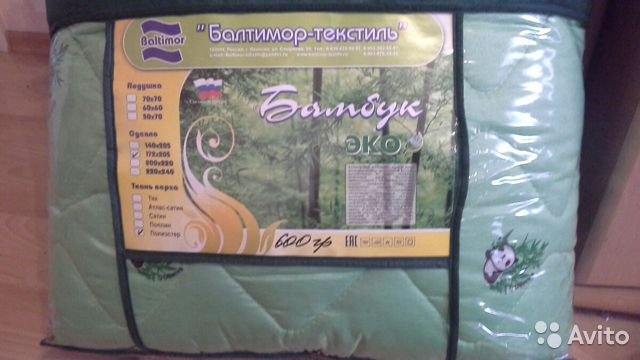 Baltimor
"Балтимор-текстиль"
Подушка
70x70
60x60
50x70
Одеяло
140x205
172x205
200x220
220x240
Ткань верха
Тик
Атлас-сатин
Сатин
Поплин
Полиэстер
Бамбук
ЭКО
600 гр
EAC
Avito